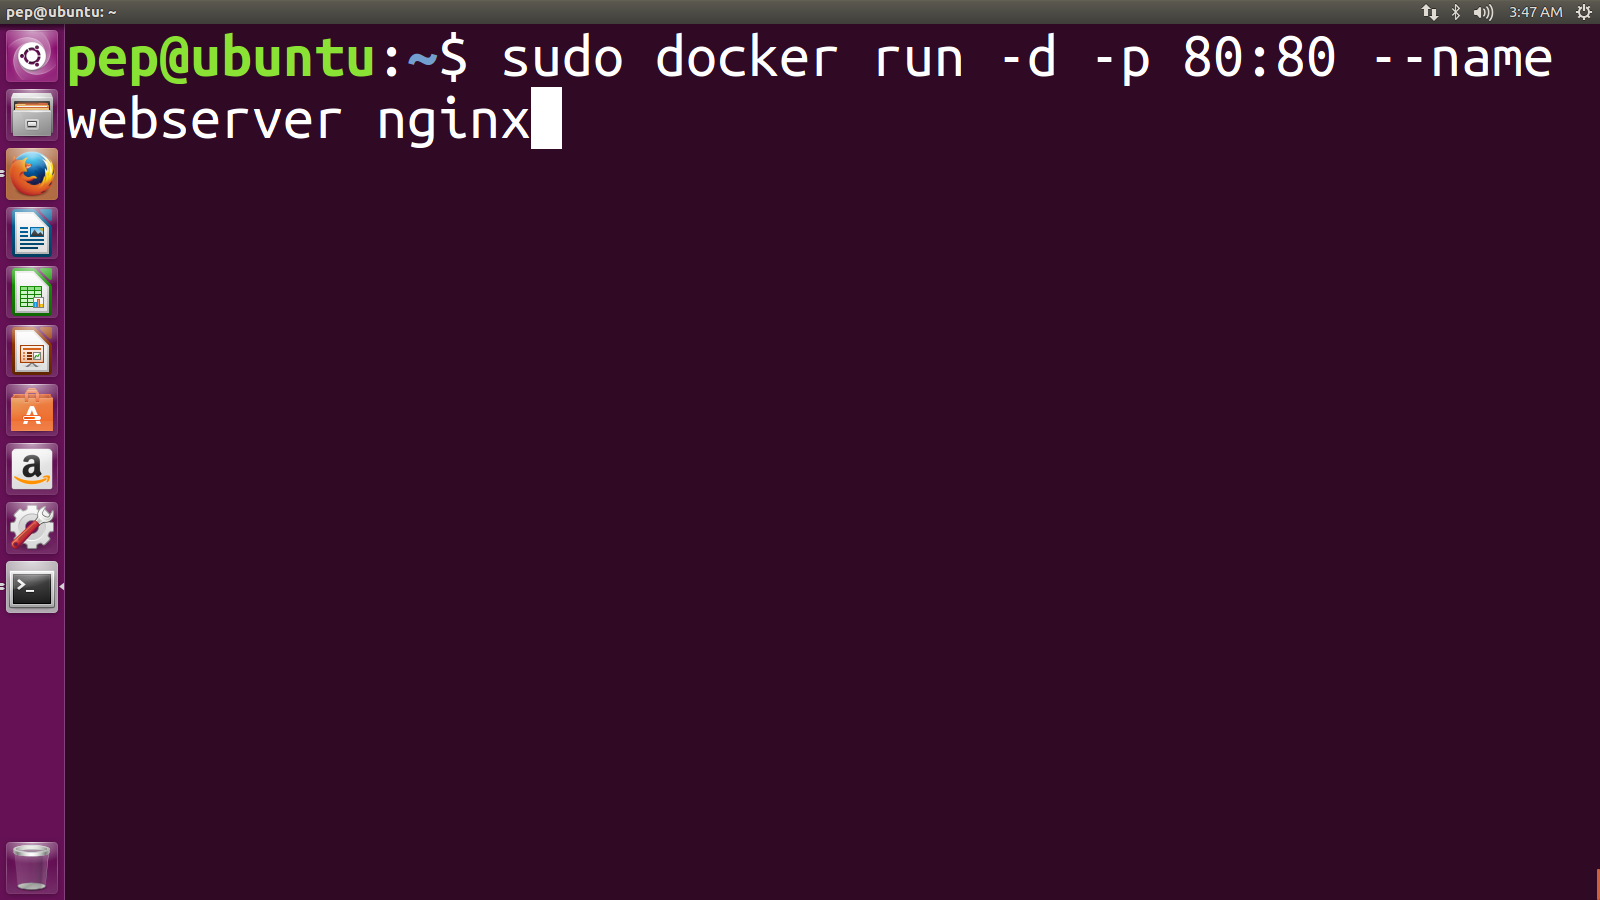 pep@ubuntu: ~
3:47 AM
pep@ubuntu:~$ sudo docker run -d -p 80:80 --name
webserver nginx